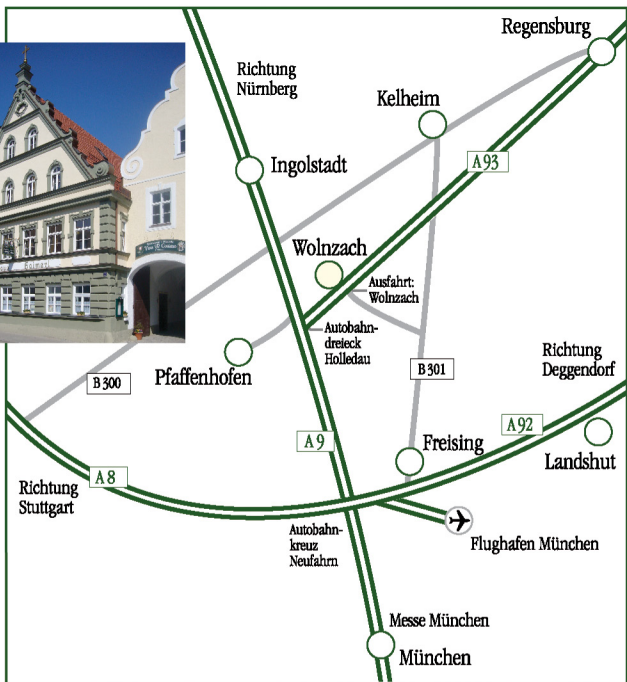 Regensburg
Richtung
Nürnberg
Kelheim
A 93
Ingolstadt
Wolnzach
Ausfahrt:
Wolnzach
Autobahn-
dreieck
Holledau
Pfaffenhofen
B 300
B 301
Richtung
Deggendorf
A 92
A 9
Freising
Landshut
A 8
Richtung
Stuttgart
Autobahn-
kreuz
Neufahrn
Flughafen München
Messe München
München